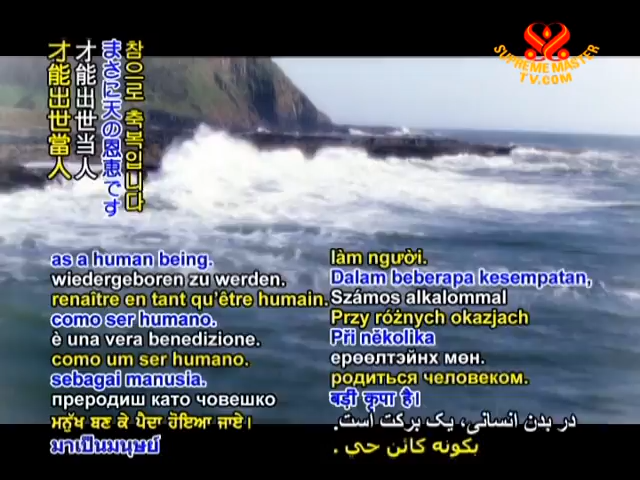 才能出世當人
才能出世当人
まさに天の恩恵です
참으로 축복입니다
SUPREME MASTER
TV.COM
as a human being.
wiedergeboren zu werden.
renaître en tant qu'être humain.
como ser humano.
è una vera benedizione.
como um ser humano.
sebagai manusia.
преродиш като човешко
ਮਨੁੱਖ ਬਣ ਕੇ ਪੈਦਾ ਹੋਇਆ ਜਾਏ।
มาเป็นมนุษย์
làm người.
Dalam beberapa kesempatan,
Számos alkalommal
Przy różnych okazjach
Při několika
ерөөлтэйнх мөн.
родиться человеком.
बड़ी कृपा है।
در بدن انسانی، یک برکت است.
بكونه كائن حي .